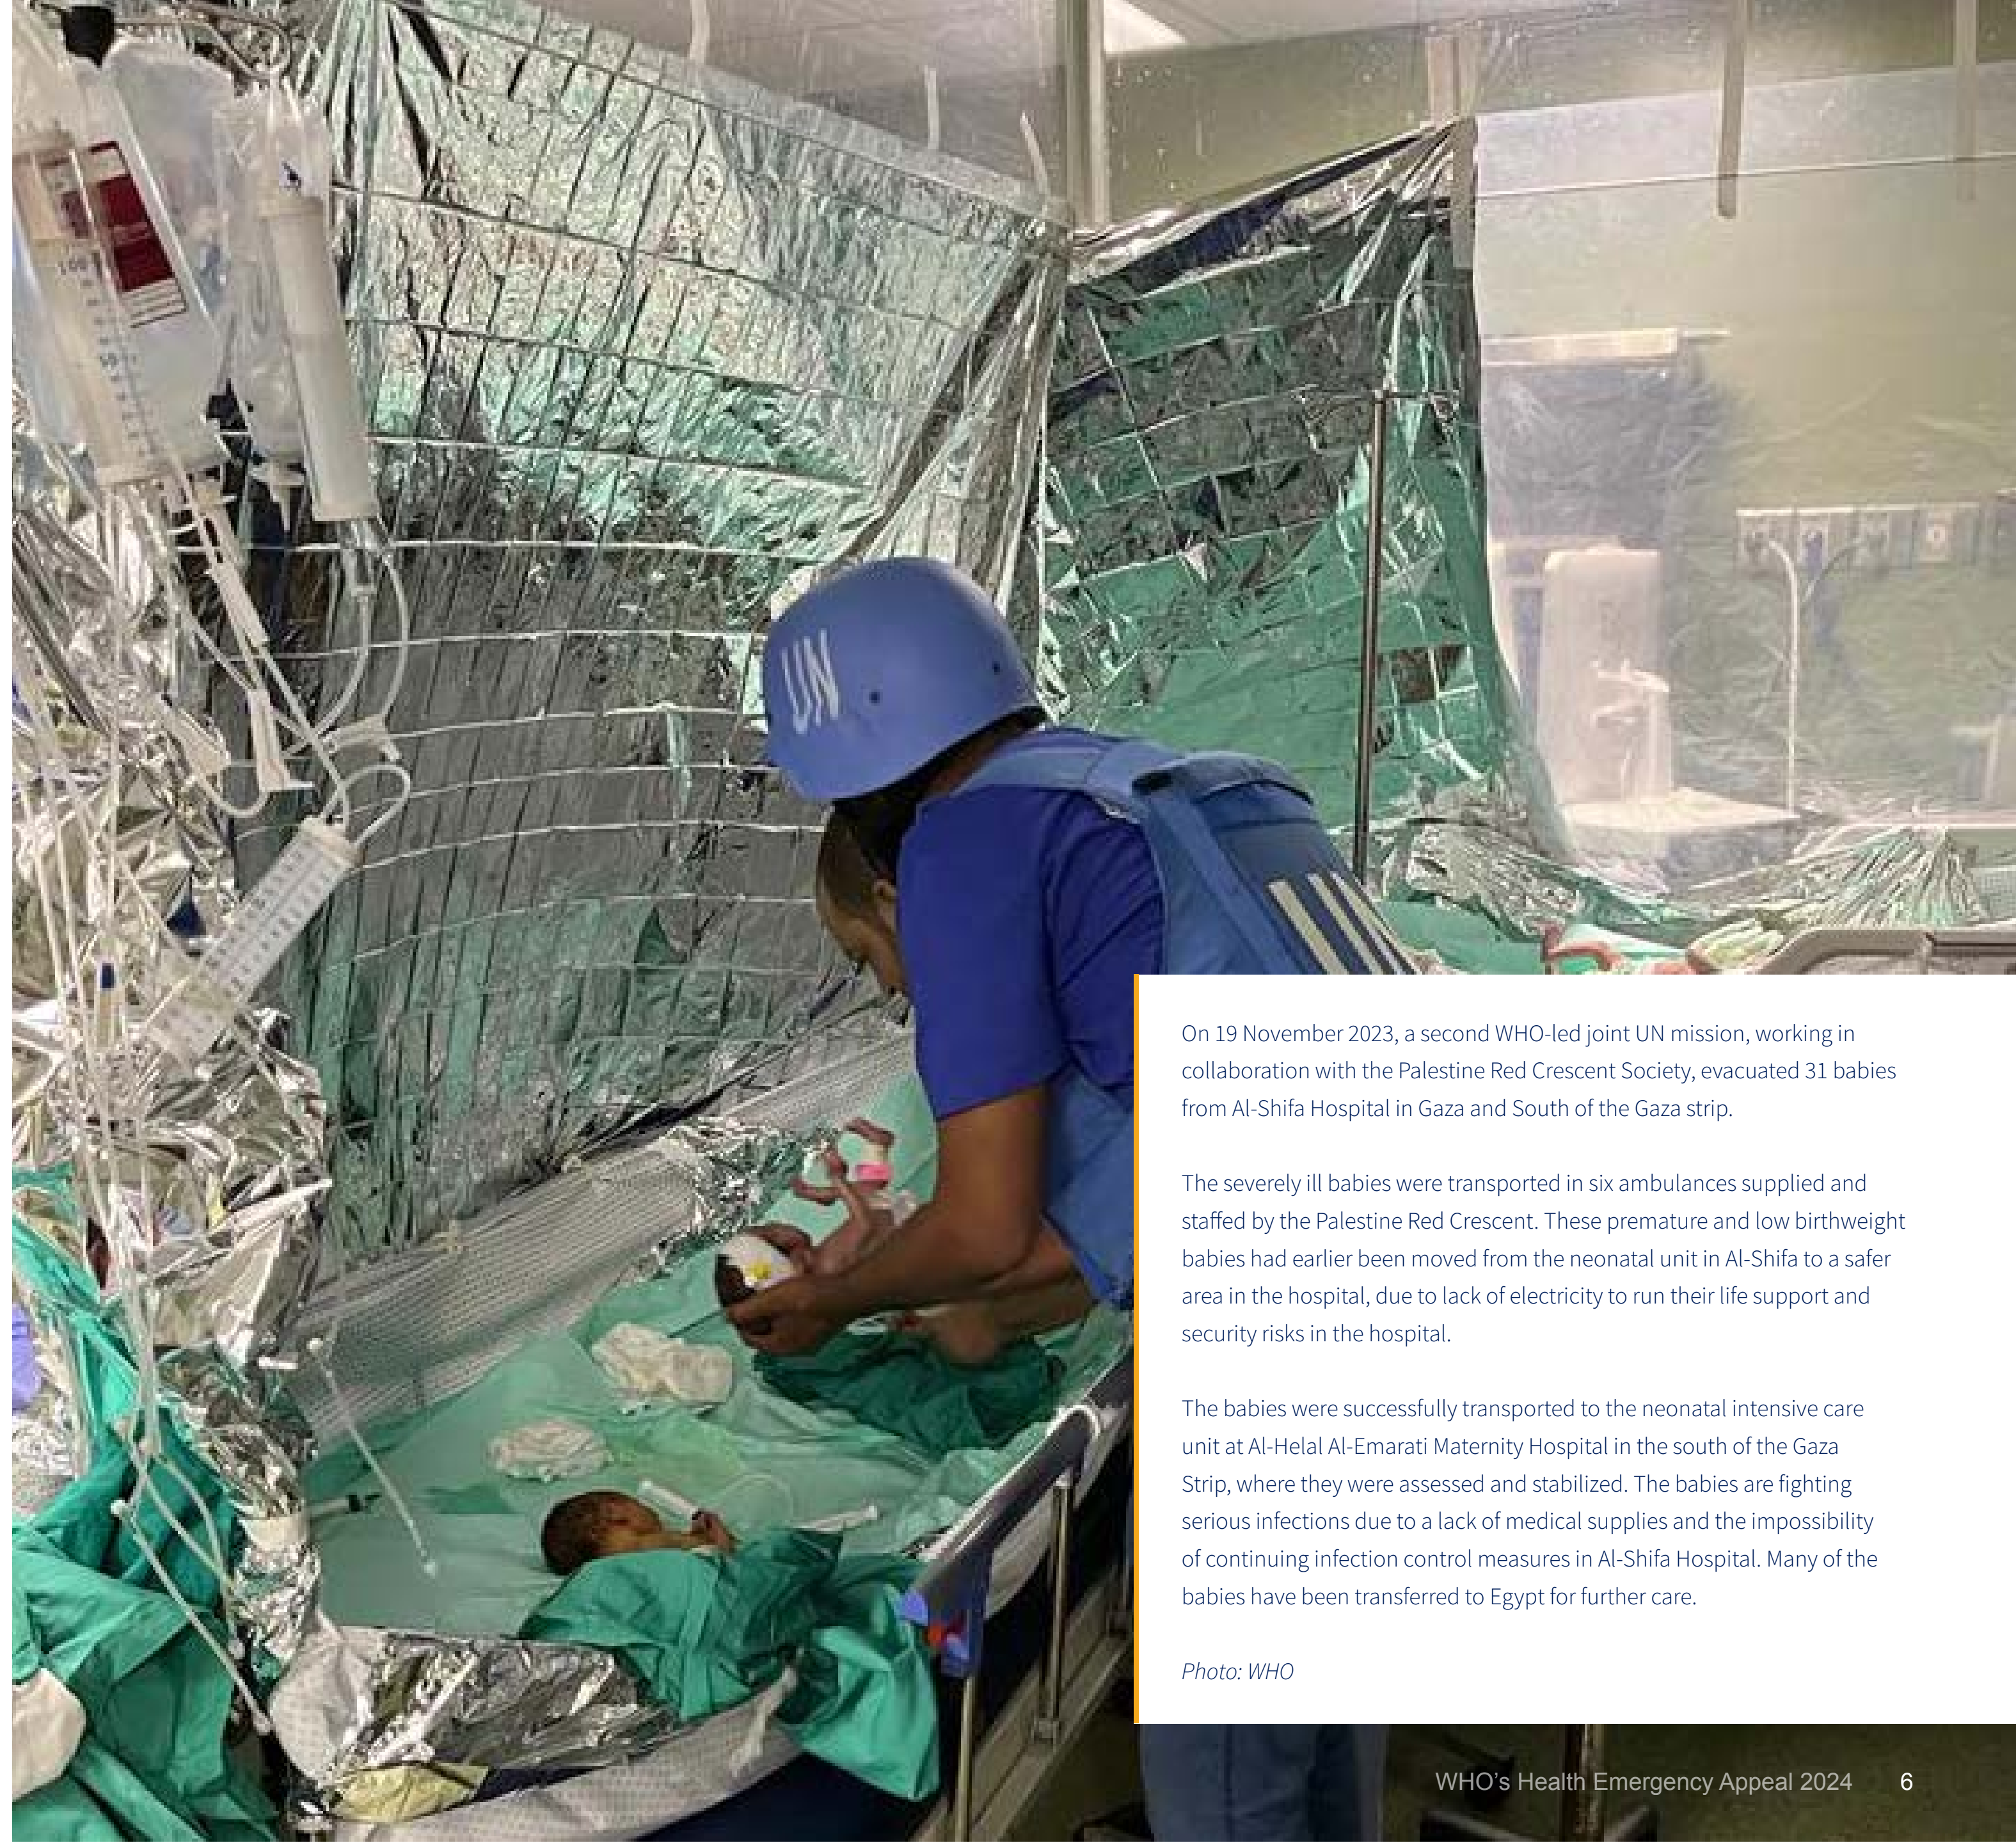 100
50
UN
UN
On 19 November 2023, a second WHO-led joint UN mission, working in
collaboration with the Palestine Red Crescent Society, evacuated 31 babies
from Al-Shifa Hospital in Gaza and South of the Gaza strip.
The severely ill babies were transported in six ambulances supplied and
staffed by the Palestine Red Crescent. These premature and low birthweight
babies had earlier been moved from the neonatal unit in Al-Shifa to a safer
area in the hospital, due to lack of electricity to run their life support and
security risks in the hospital.
The babies were successfully transported to the neonatal intensive care
unit at Al-Helal Al-Emarati Maternity Hospital in the south of the Gaza
Strip, where they were assessed and stabilized. The babies are fighting
serious infections due to a lack of medical supplies and the impossibility
of continuing infection control measures in Al-Shifa Hospital. Many of the
babies have been transferred to Egypt for further care.
Photo: WHO
WHO’s Health Emergency Appeal 2024 6